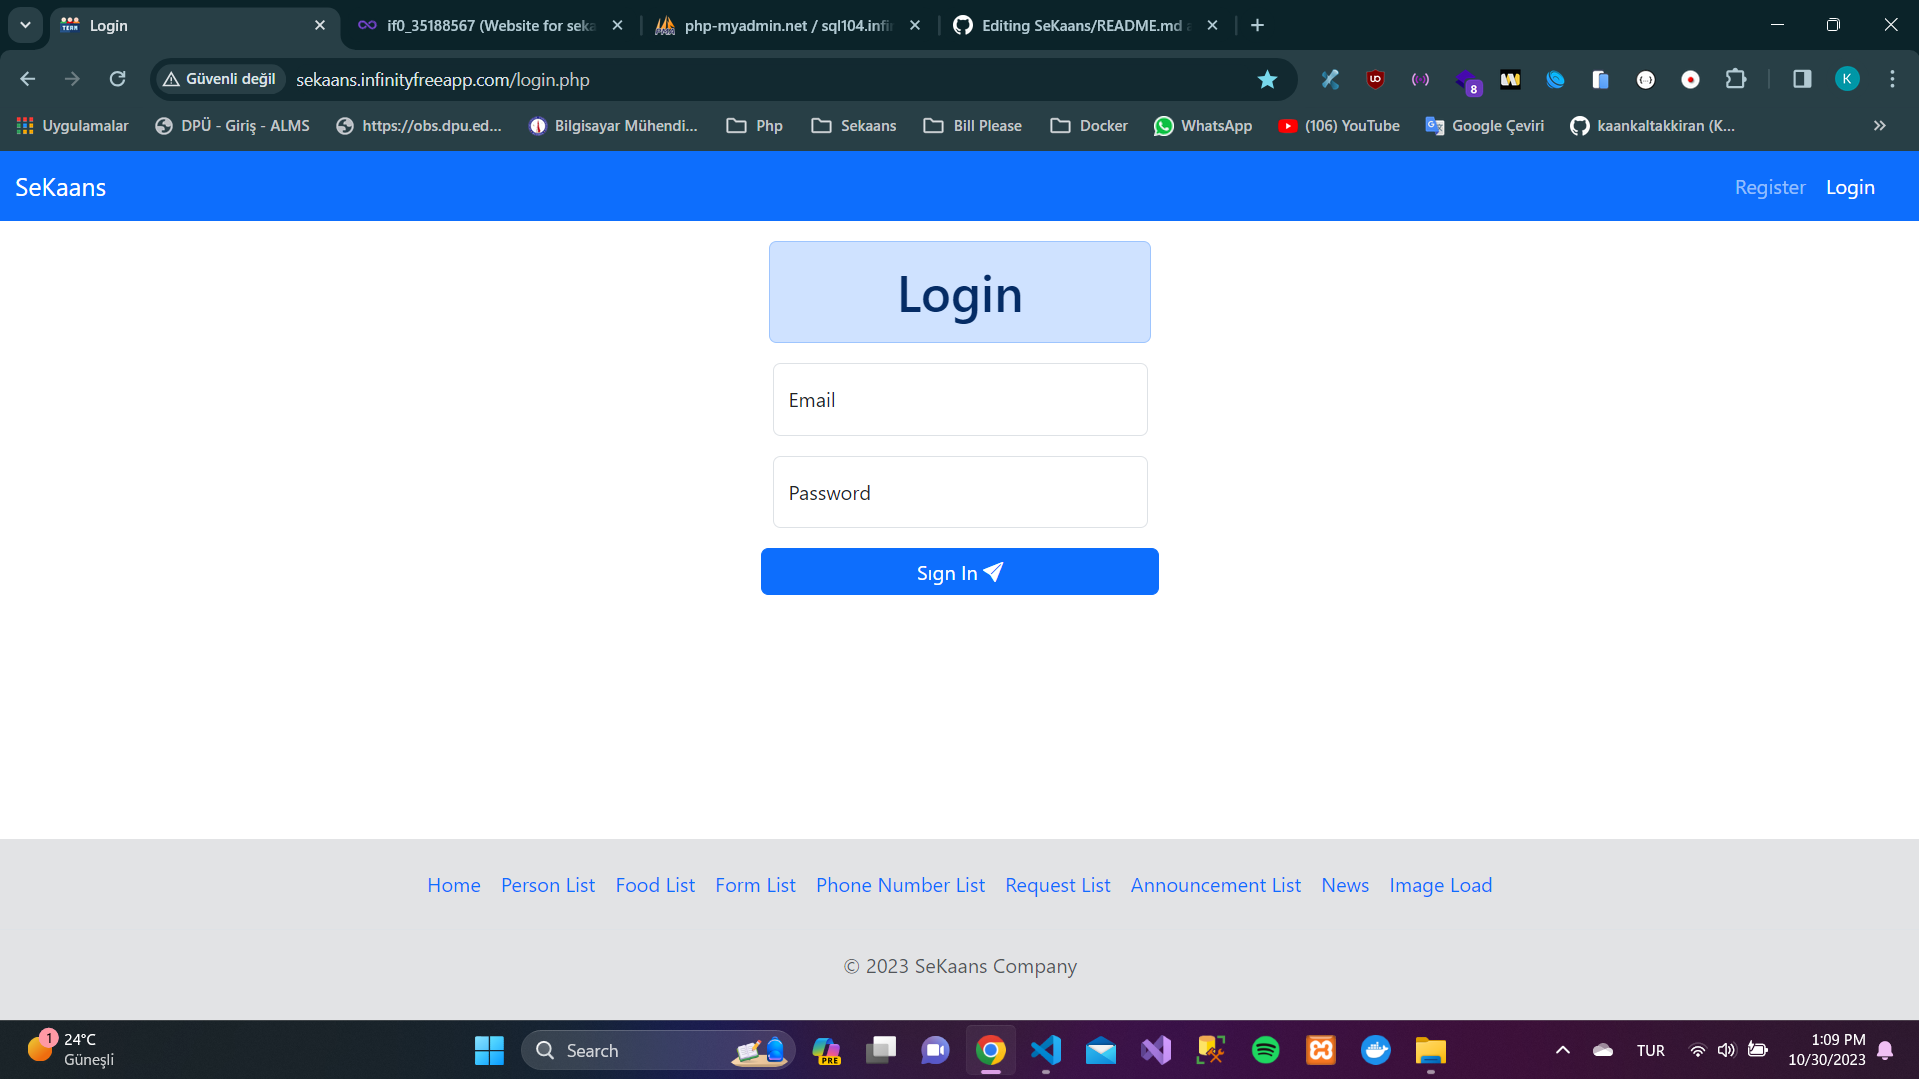 Login
if0_35188567 (Website for seka
php-myadmin.net / sql104.infi
Editing SeKaans/README.md a
Güvenli değil
sekaans.infinityfreeapp.com/login.php
8
K
Uygulamalar
DPÜ - Giriş - ALMS
https://obs.dpu.ed...
Bilgisayar Mühendi...
Php
Sekaans
Bill Please
Docker
WhatsApp
(106) YouTube
Google Çeviri
kaankaltakkiran (K...
SeKaans
Register
Login
Login
Email
Password
Sıgn In
Home
Person List
Food List
Form List
Phone Number List
Request List
Announcement List
News
Image Load
© 2023 SeKaans Company
1
24°C
Güneşli
Search
PRE
TUR
1:09 PM
10/30/2023